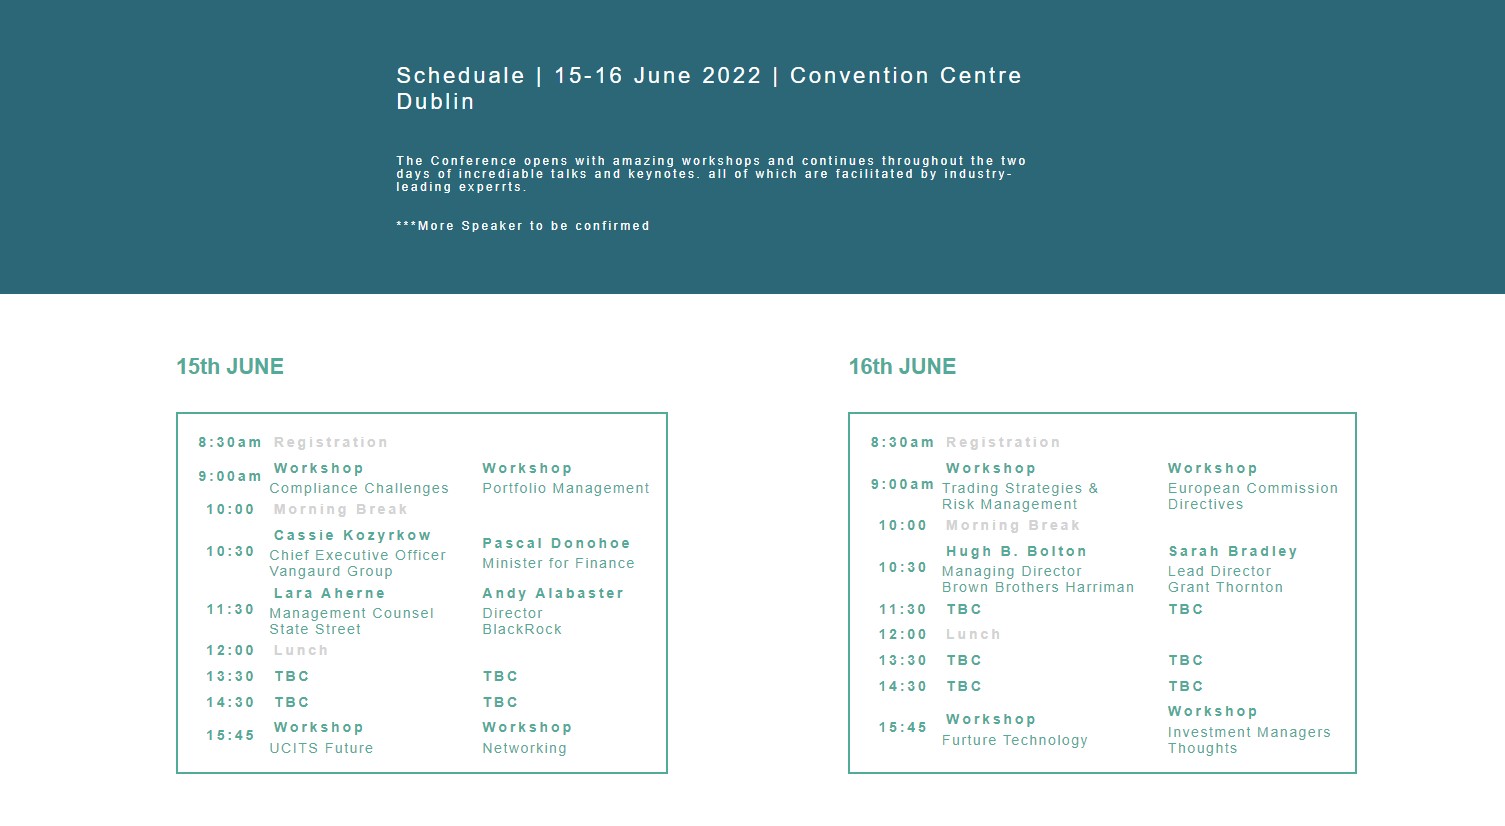 Scheduale | 15-16 June 2022 | Convention Centre
Dublin
The Conference opens with amazing workshops and continues throughout the two
days of incrediable talks and keynotes. all of which are facilitated by industry-
leading experrts.
***More Speaker to be confirmed
15th JUNE
8:30am Registration
9:00am Workshop Workshop
Compliance Challenges Portfolio Management
10:00 Morning Break
10:30 Cassie Kozyrkow Pascal Donohoe
Chief Executive Officer Minister for Finance
Vangaurd Group
11:30 Lara Aherne Andy Alabaster
Management Counsel Director
State Street BlackRock
12:00 Lunch
13:30 TBC TBC
14:30 TBC TBC
15:45 Workshop Workshop
UCITS Future Networking
16th JUNE
8:30am Registration
9:00am Workshop Workshop
Trading Strategies & European Commission
Risk Management Directives
10:00 Morning Break
10:30 Hugh B. Bolton Sarah Bradley
Managing Director Lead Director
Brown Brothers Harriman Grant Thornton
11:30 TBC TBC
12:00 Lunch
13:30 TBC TBC
14:30 TBC TBC
15:45 Workshop Workshop
Furture Technology Investment Managers
Thoughts